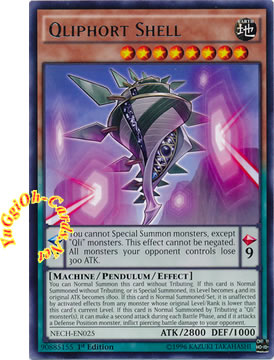 QLIPHORT SHELL
EARTH
地
YuGgiOh-Cards.Net
You cannot Special Summon monsters, except
"Qli" monsters. This effect cannot be negated.
All monsters your opponent controls lose
300 ATK.
9
[MACHINE / PENDULUM / EFFECT]
You can Normal Summon this card without Tributing. If this card is Normal
Summoned without Tributing, or is Special Summoned, its Level becomes 4 and its
original ATK becomes 1800. If this card is Normal Summoned/Set, it is unaffected
by activated effects from any monster whose original Level/Rank is lower than
this card's current Level. If this card is Normal Summoned by Tributing a "Qli"
monster(s), it can make a second attack during each Battle Phase, and if it attacks
a Defense Position monster, inflict piercing battle damage to your opponent.
NECH-EN025 ATK/2800 DEF/1000
90885155 1st Edition ©1996 KAZUKI TAKAHASHI